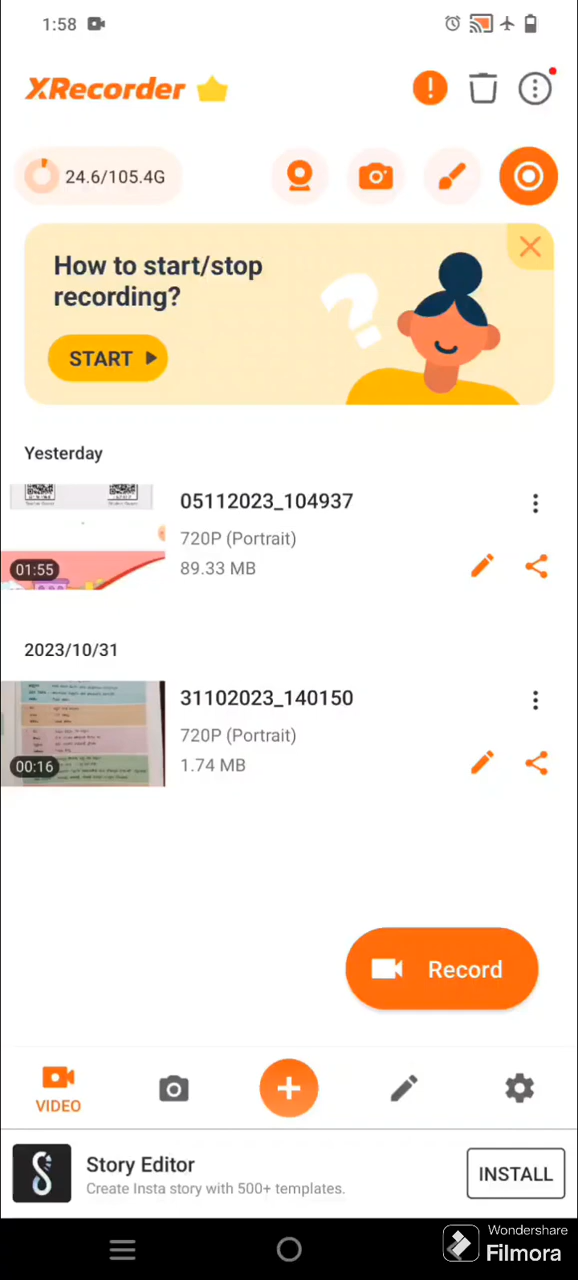 1:58
XRecorder
24.6/105.4G
How to start/stop
recording?
START
Yesterday
05112023_104937
720P (Portrait)
89.33 MB
01:55
2023/10/31
31102023_140150
720P (Portrait)
1.74 MB
00:16
Record
VIDEO
Story Editor
Create Insta story with 500+ templates.
INSTALL
Wondershare
Filmora